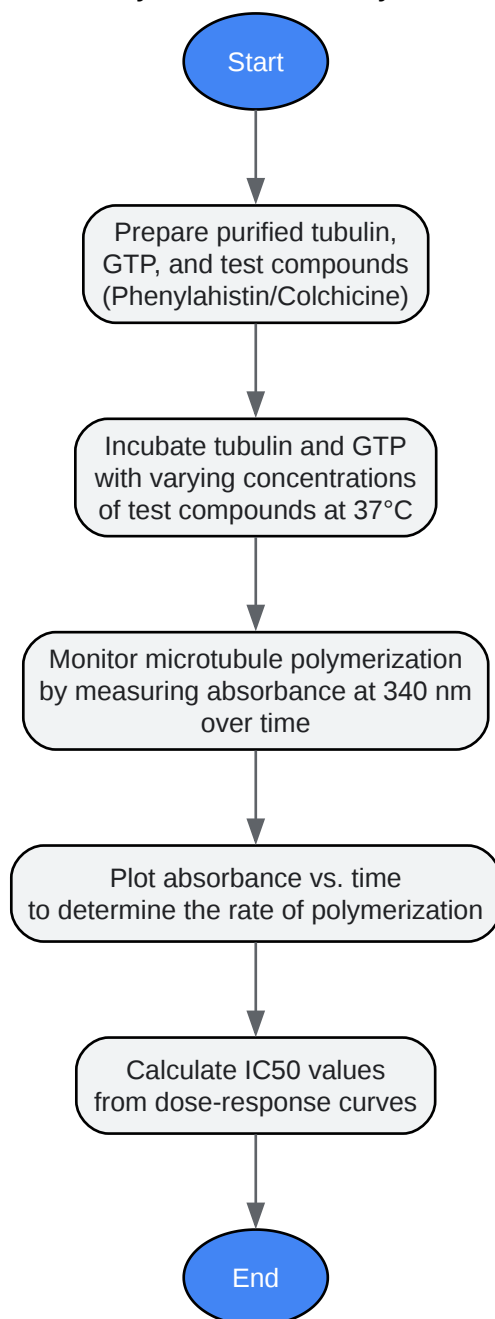 Start
Prepare purified tubulin,
GTP, and test compounds
(Phenylahistin/Colchicine)
Incubate tubulin and GTP
with varying concentrations
of test compounds at 37°C
Monitor microtubule polymerization
by measuring absorbance at 340 nm
over time
Plot absorbance vs. time
to determine the rate of polymerization
Calculate IC50 values
from dose-response curves
End